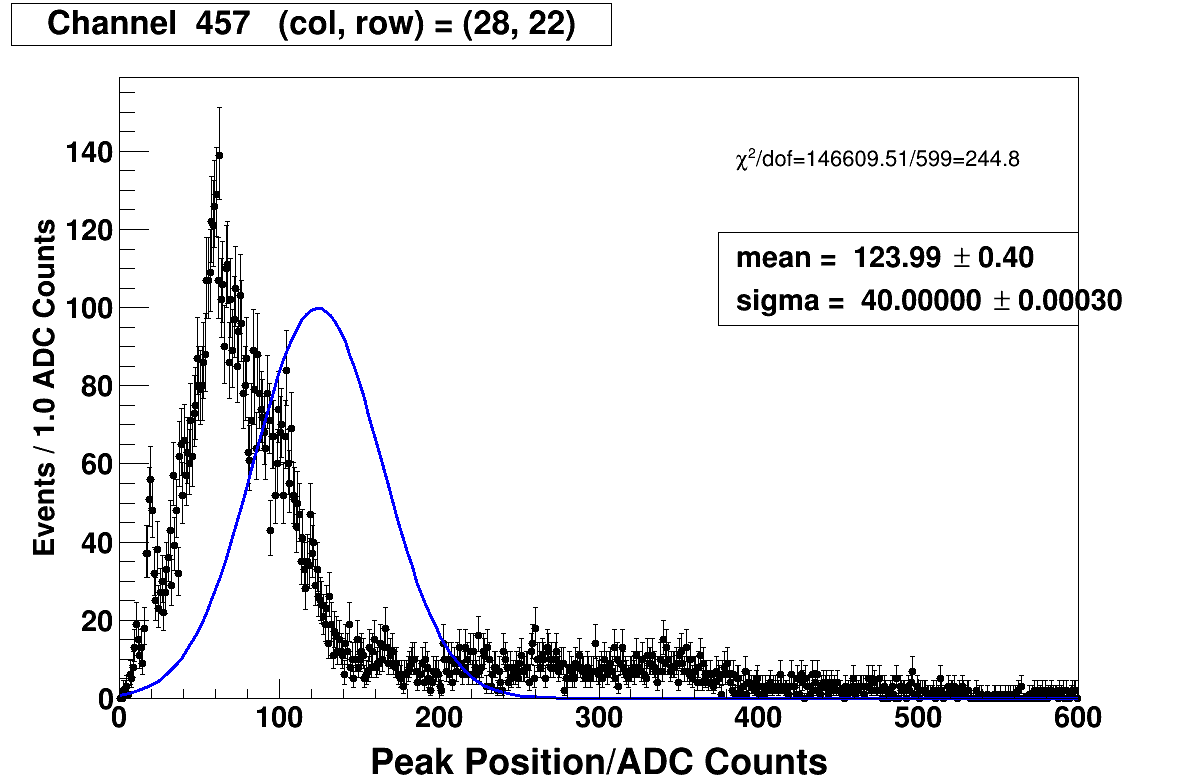 Channel 457 (col, row) = (28, 22)
χ²/dof=146609.51/599=244.8
mean = 123.99 ± 0.40
sigma = 40.00000 ± 0.00030
Events / 1.0 ADC Counts
140
120
100
80
60
40
20
0
0 100 200 300 400 500 600
Peak Position/ADC Counts